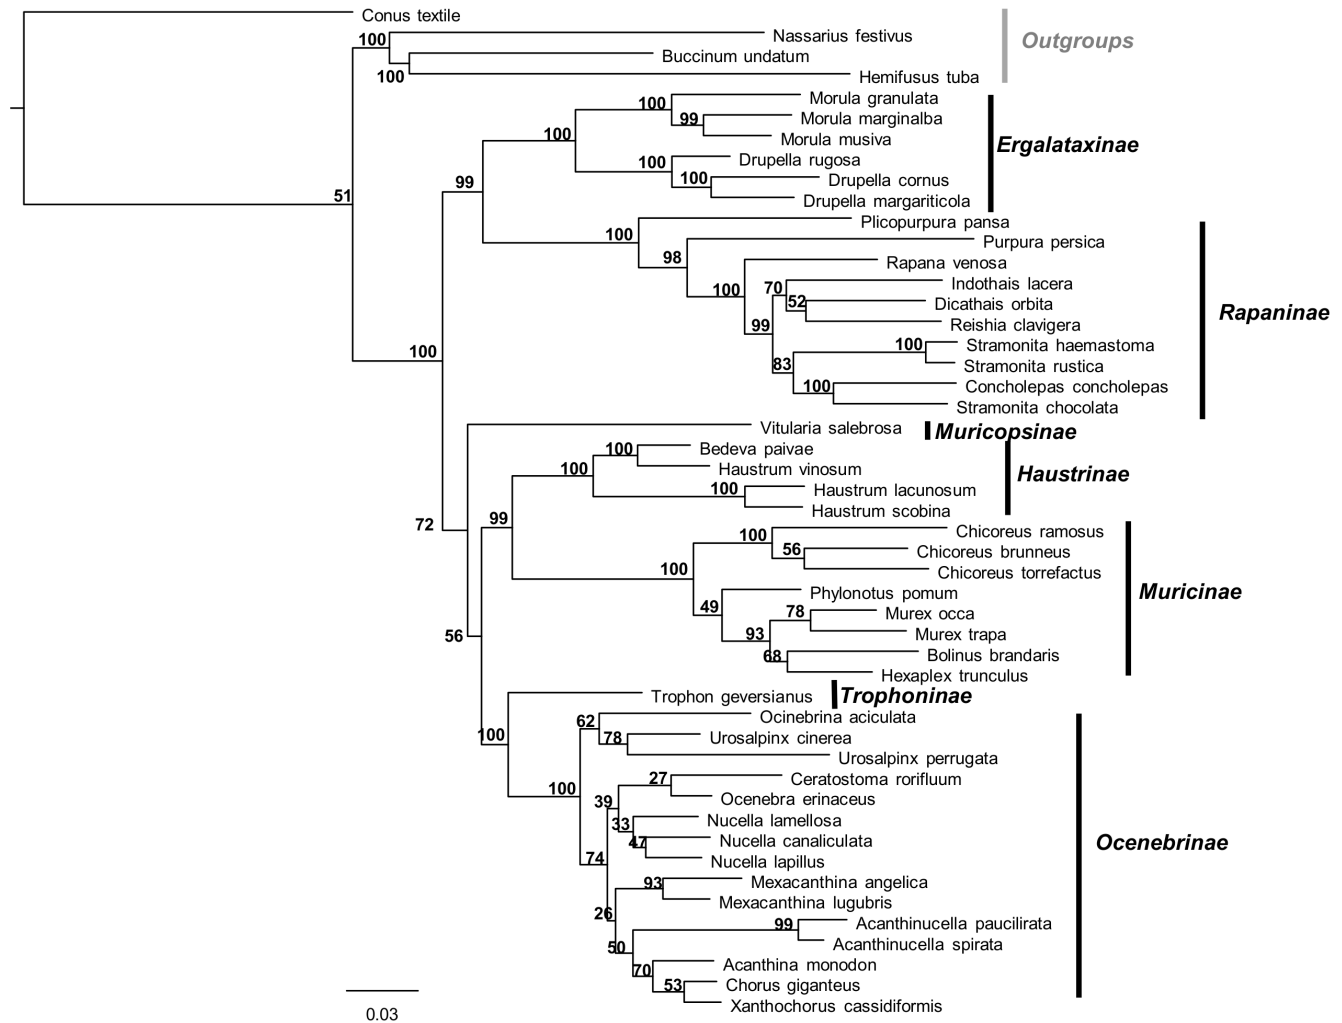 Conus textile
100
Nassarius festivus
Outgroups
Buccinum undatum
100
Hemifusus tuba
Morula granulata
100
99
Morula marginalba
100
Morula musiva
Ergalataxinae
Drupella rugosa
100
99
100
Drupella cornus
51
Drupella margariticola
Plicopurpura pansa
100
Purpura persica
98
Rapana venosa
100
70
Indothais lacera
52
Dicathais orbita
Rapaninae
99
Reishia clavigera
100
Stramonita haemastoma
100
83
Stramonita rustica
100
Concholepas concholepas
Stramonita chocolata
Vitularia salebrosa
Muricopsinae
100
Bedeva paivae
100
Haustrum vinosum
Haustrinae
100
Haustrum lacunosum
72
99
Haustrum scobina
100
Chicoreus ramosus
56
Chicoreus brunneus
100
Chicoreus torrefactus
Muricinae
49
Phylonotus pomum
78
Murex occa
56
93
Murex trapa
68
Bolinus brandaris
Hexaplex trunculus
Trophon geversianus
Trophoninae
62
Ocinebrina aciculata
100
78
Urosalpinx cinerea
Urosalpinx perrugata
27
Ceratostoma rorifluum
100
39
Ocenebra erinaceus
33
Nucella lamellosa
47
Nucella canaliculata
Ocenebrinae
74
Nucella lapillus
93
Mexacanthina angelica
Mexacanthina lugubris
26
99
Acanthinucella paucilirata
50
Acanthinucella spirata
70
Acanthina monodon
53
Chorus giganteus
Xanthochorus cassidiformis
0.03